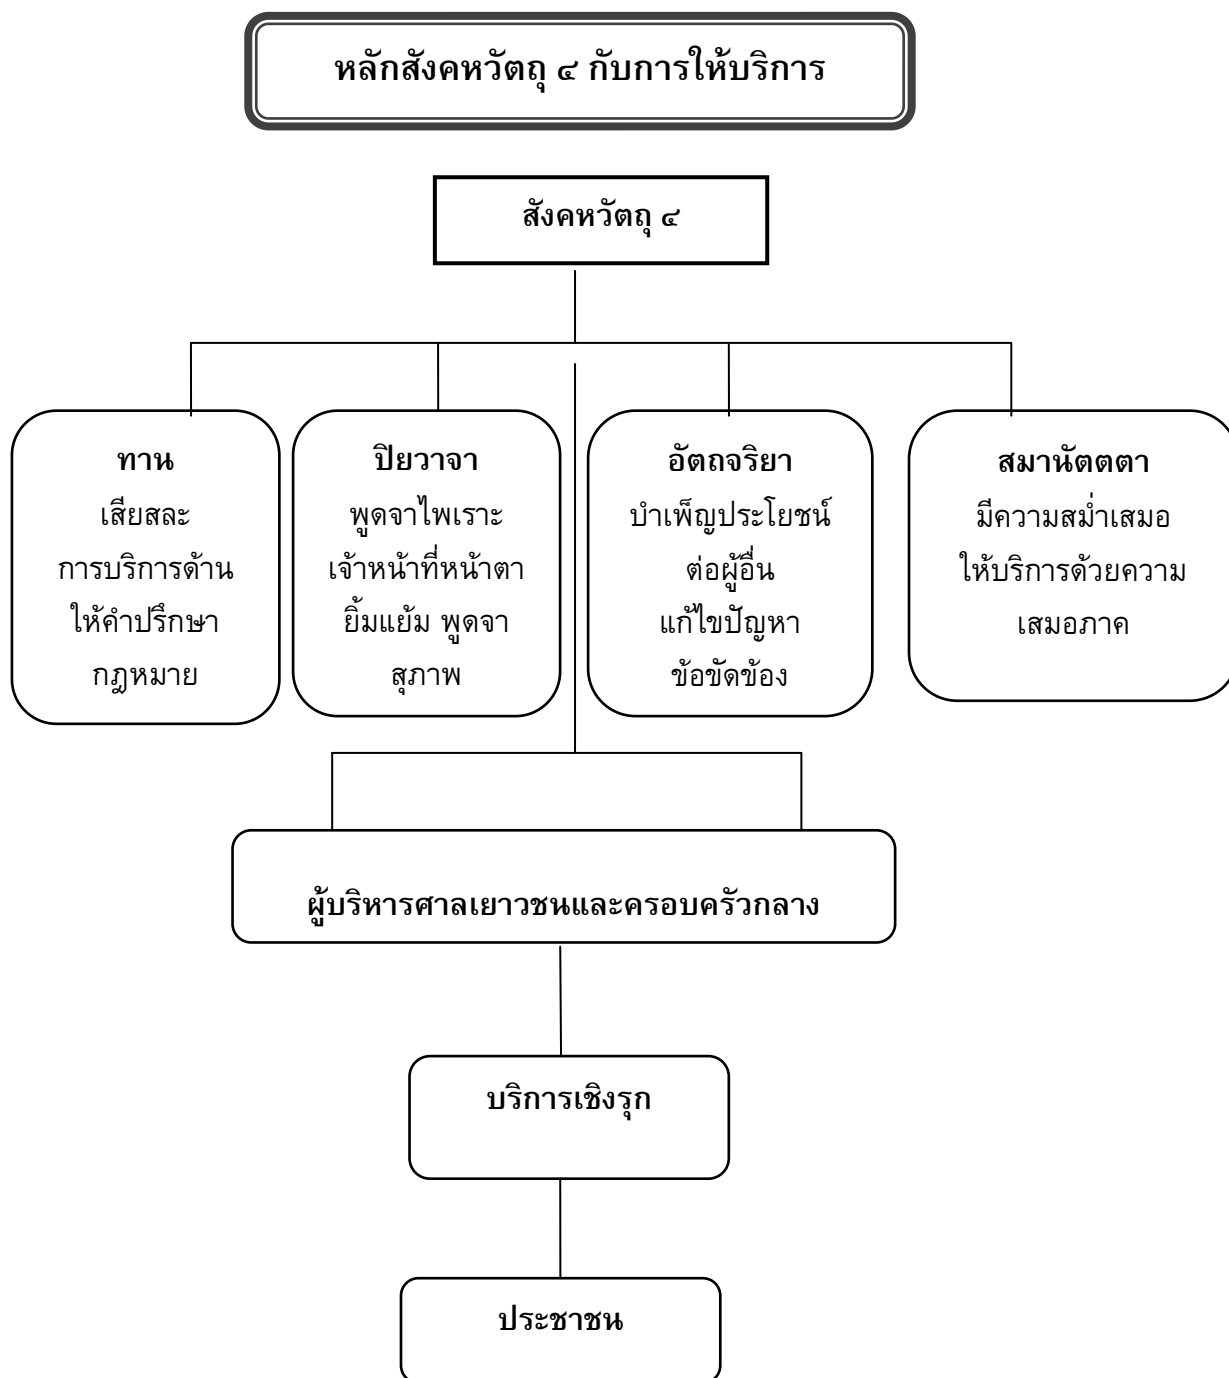 หลักสังคหวัตถุ ๔ กับการให้บริการ
สังคหวัตถุ ๔
ทาน
เสียสละ
การบริการด้าน
ให้คำปรึกษา
กฎหมาย
ปิยวาจา
พูดจาไพเราะ
เจ้าหน้าที่หน้าตา
ยิ้มแย้ม พูดจา
สุภาพ
อัตถจริยา
บำเพ็ญประโยชน์
ต่อผู้อื่น
แก้ไขปัญหา
ข้อขัดข้อง
สมานัตตตา
มีความสม่ำเสมอ
ให้บริการด้วยความ
เสมอภาค
ผู้บริหารศาลเยาวชนและครอบครัวกลาง
บริการเชิงรุก
ประชาชน